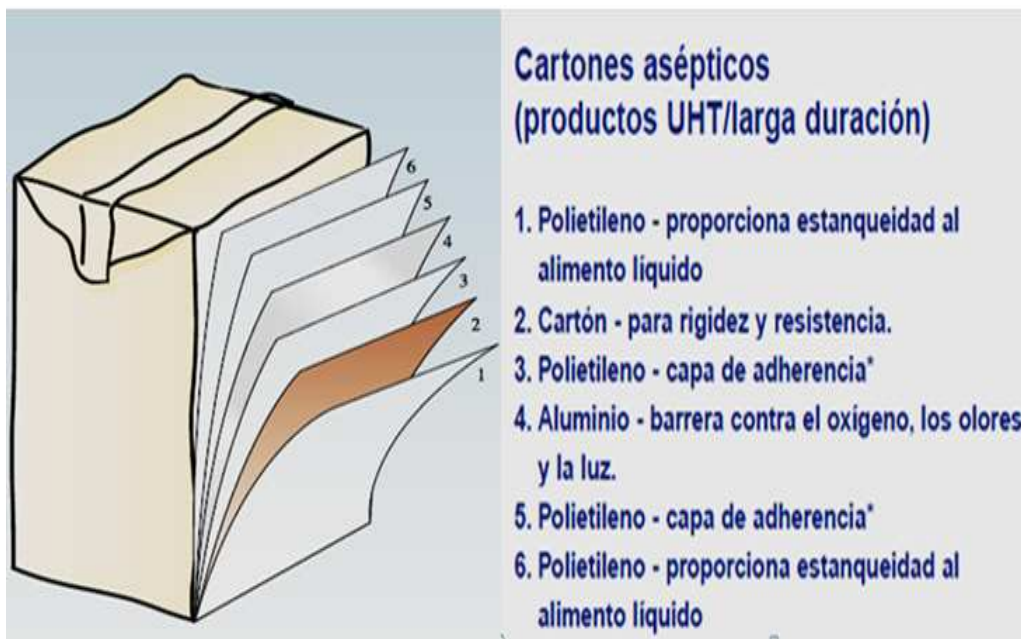 6
5
4
3
2
1
Cartones asépticos
(productos UHT/larga duración)
1. Polietileno - proporciona estanqueidad al
alimento líquido
2. Cartón - para rigidez y resistencia.
3. Polietileno - capa de adherencia*
4. Aluminio - barrera contra el oxígeno, los olores
y la luz.
5. Polietileno - capa de adherencia*
6. Polietileno - proporciona estanqueidad al
alimento líquido